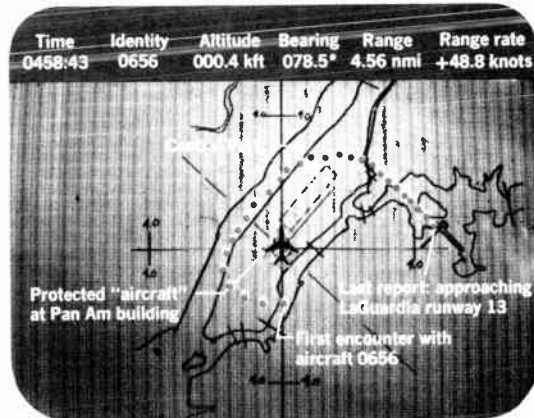 Time Identity Altitude Bearing Range Range rate
0458:43 0656 000.4 kft 078.5° 4.56 nmi +48.8 knots
Protected "aircraft"
at Pan Am building
Last report: approaching
LaGuardia runway 13
First encounter with
aircraft 0656